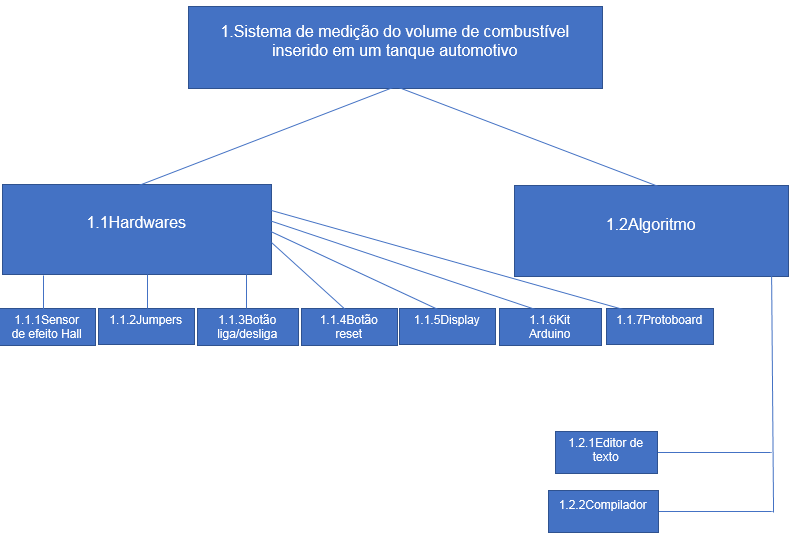 1.Sistema de medição do volume de combustível
inserido em um tanque automotivo
1.1Hardwares
1.2Algoritmo
1.1.1Sensor
de efeito Hall
1.1.2Jumpers
1.1.3Botão
liga/desliga
1.1.4Botão
reset
1.1.5Display
1.1.6Kit
Arduino
1.1.7Protoboard
1.2.1Editor de
texto
1.2.2Compilador